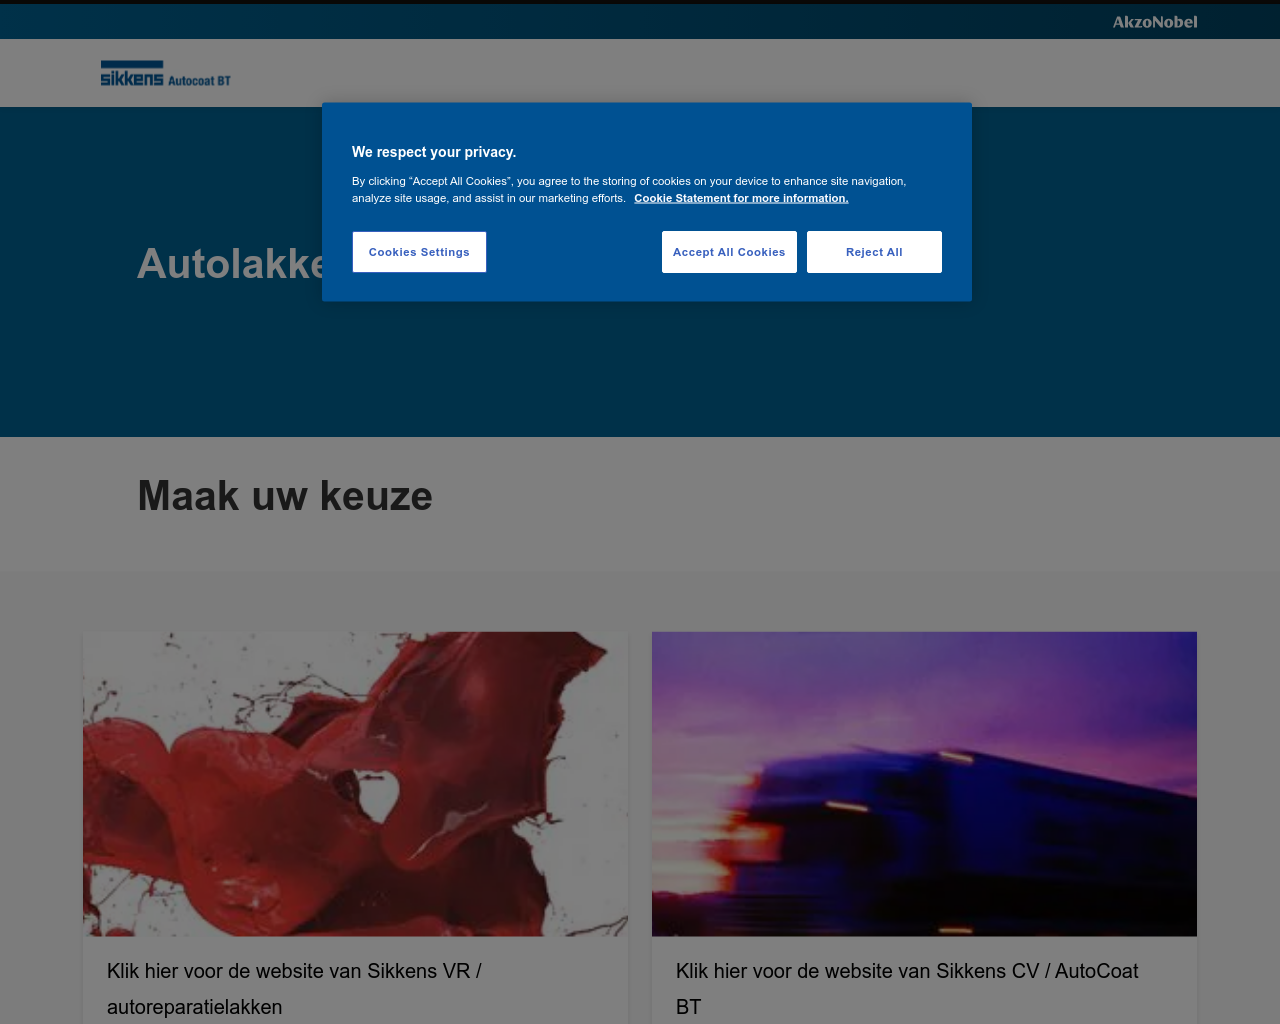 AkzoNobel
sikkens Autocoat BT
We respect your privacy.
By clicking “Accept All Cookies”, you agree to the storing of cookies on your device to enhance site navigation,
analyze site usage, and assist in our marketing efforts. Cookie Statement for more information.
Cookies Settings
Accept All Cookies
Reject All
Autolakke
Maak uw keuze
Klik hier voor de website van Sikkens VR /
autoreparatielakken
Klik hier voor de website van Sikkens CV / AutoCoat
BT